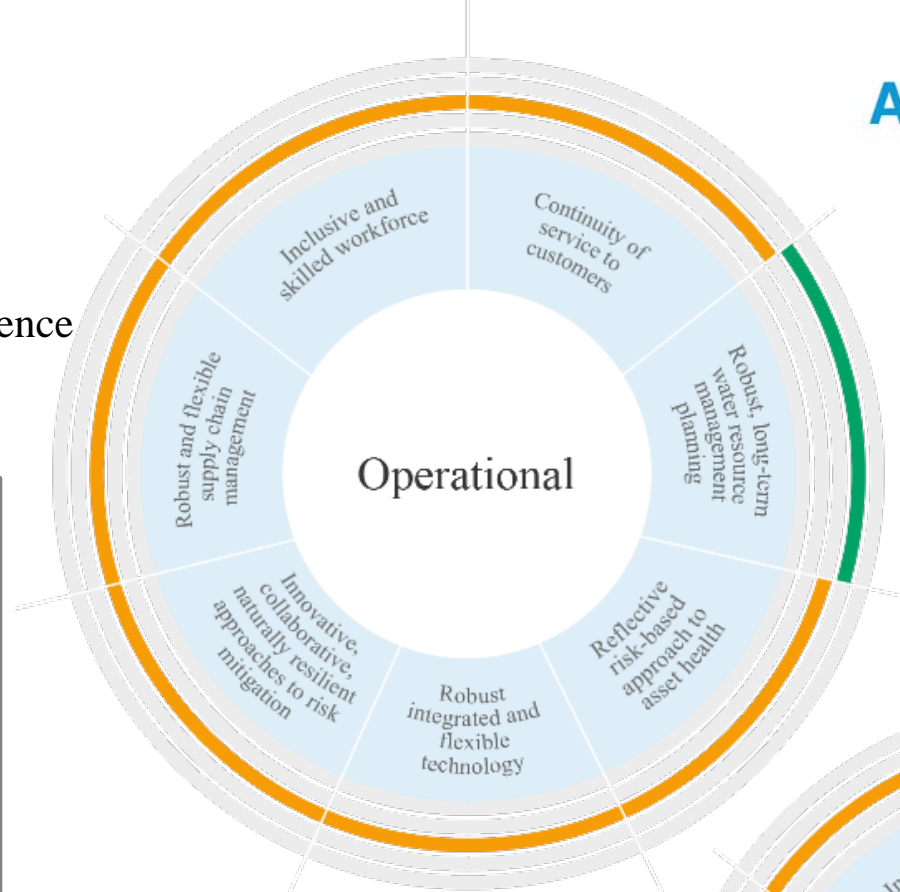 A
ence
Inclusive and
skilled workforce
Continuity of
service to
customers
Robust and flexible
supply chain
management
Operational
Robust, long-term
water resource
management
planning
Innovative,
collaborative,
naturally resilient
approaches to risk
mitigation
Robust
integrated and
flexible
technology
Reflective
risk-based
approach to
asset health